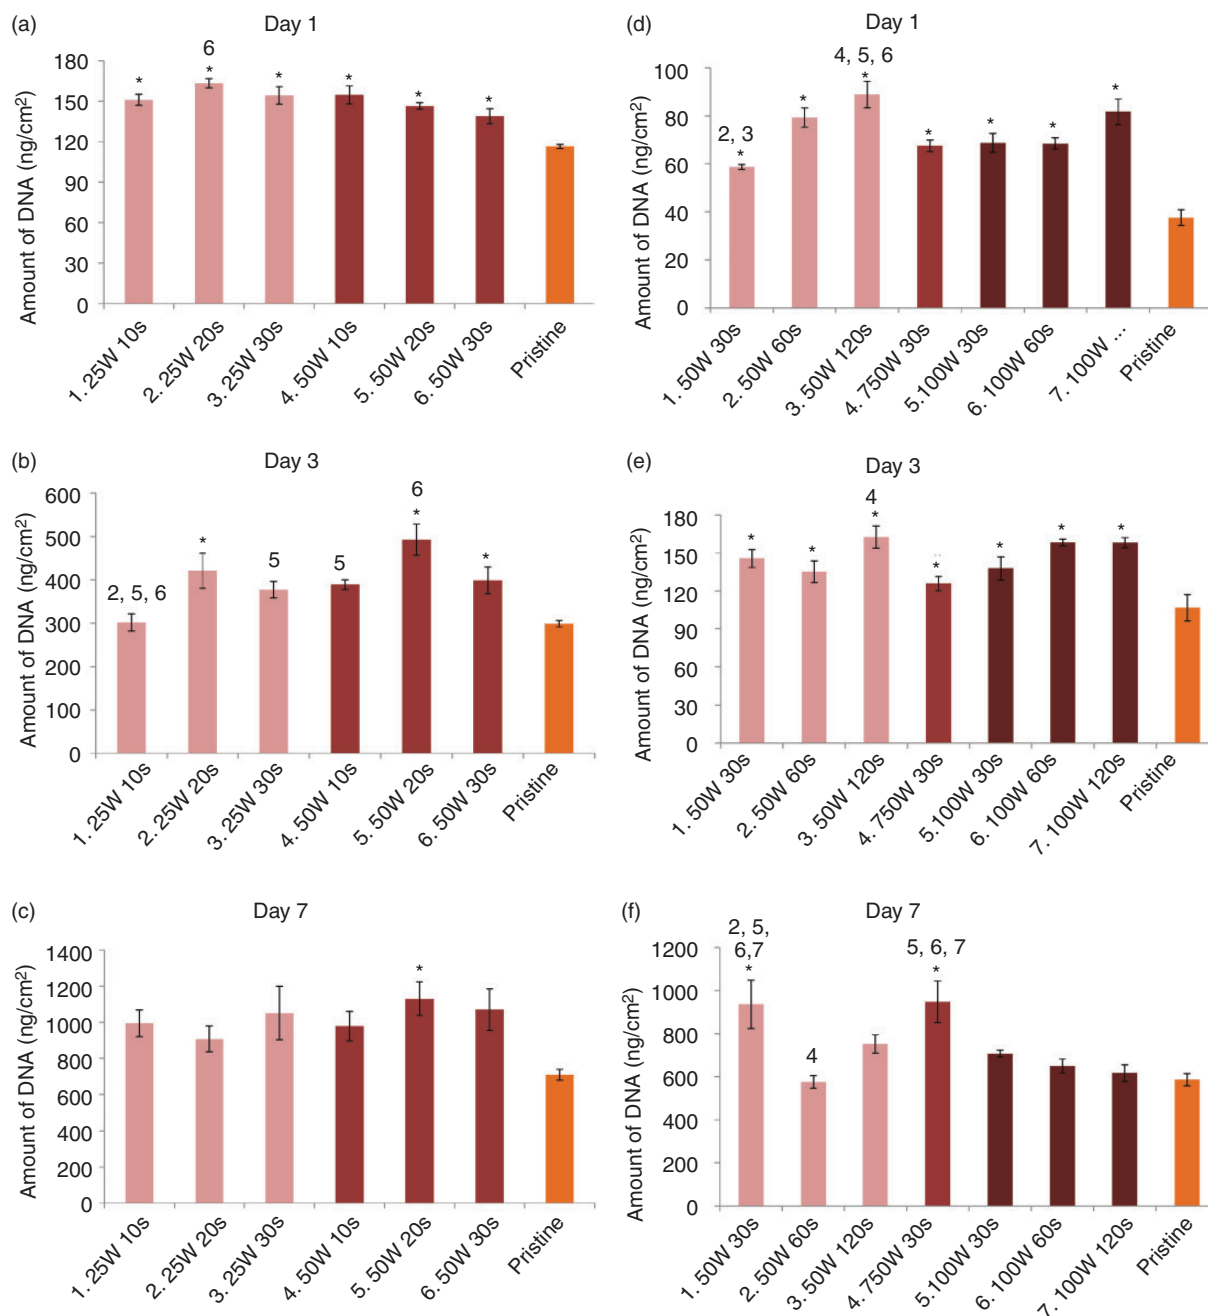 (a)
Day 1
Amount of DNA (ng/cm²)
180
150
120
90
60
30
0
*
6
*
*
*
*
*
1. 25W 10s
2. 25W 20s
3. 25W 30s
4. 50W 10s
5. 50W 20s
6. 50W 30s
Pristine
(d)
Day 1
Amount of DNA (ng/cm²)
100
80
60
40
20
0
2, 3
*
*
4, 5, 6
*
*
*
*
*
1. 50W 30s
2. 50W 60s
3. 50W 120s
4. 750W 30s
5.100W 30s
6. 100W 60s
7. 100W ...
Pristine
(b)
Day 3
Amount of DNA (ng/cm²)
600
500
400
300
200
100
0
2, 5, 6
*
5
5
6
*
*
1. 25W 10s
2. 25W 20s
3. 25W 30s
4. 50W 10s
5. 50W 20s
6. 50W 30s
Pristine
(e)
Day 3
Amount of DNA (ng/cm²)
180
150
120
90
60
30
0
*
*
4
*
*
*
*
*
1. 50W 30s
2. 50W 60s
3. 50W 120s
4. 750W 30s
5.100W 30s
6. 100W 60s
7. 100W 120s
Pristine
(c)
Day 7
Amount of DNA (ng/cm²)
1400
1200
1000
800
600
400
200
0
*
1. 25W 10s
2. 25W 20s
3. 25W 30s
4. 50W 10s
5. 50W 20s
6. 50W 30s
Pristine
(f)
Day 7
Amount of DNA (ng/cm²)
1200
1000
800
600
400
200
0
2, 5,
6,7
*
4
5, 6, 7
*
1. 50W 30s
2. 50W 60s
3. 50W 120s
4. 750W 30s
5.100W 30s
6. 100W 60s
7. 100W 120s
Pristine